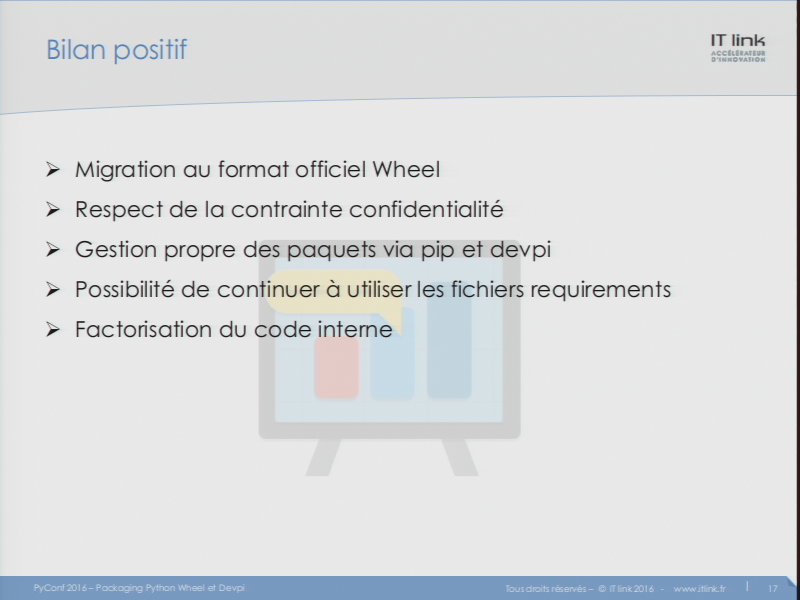 Bilan positif
IT link
ACCÉLÉRATEUR
D'INNOVATION
➢ Migration au format officiel Wheel
➢ Respect de la contrainte confidentialité
➢ Gestion propre des paquets via pip et devpi
➢ Possibilité de continuer à utiliser les fichiers requirements
➢ Factorisation du code interne
PyConf 2016 – Packaging Python Wheel et Devpi
Tous droits réservés – © IT link 2016 - www.itlink.fr | 17